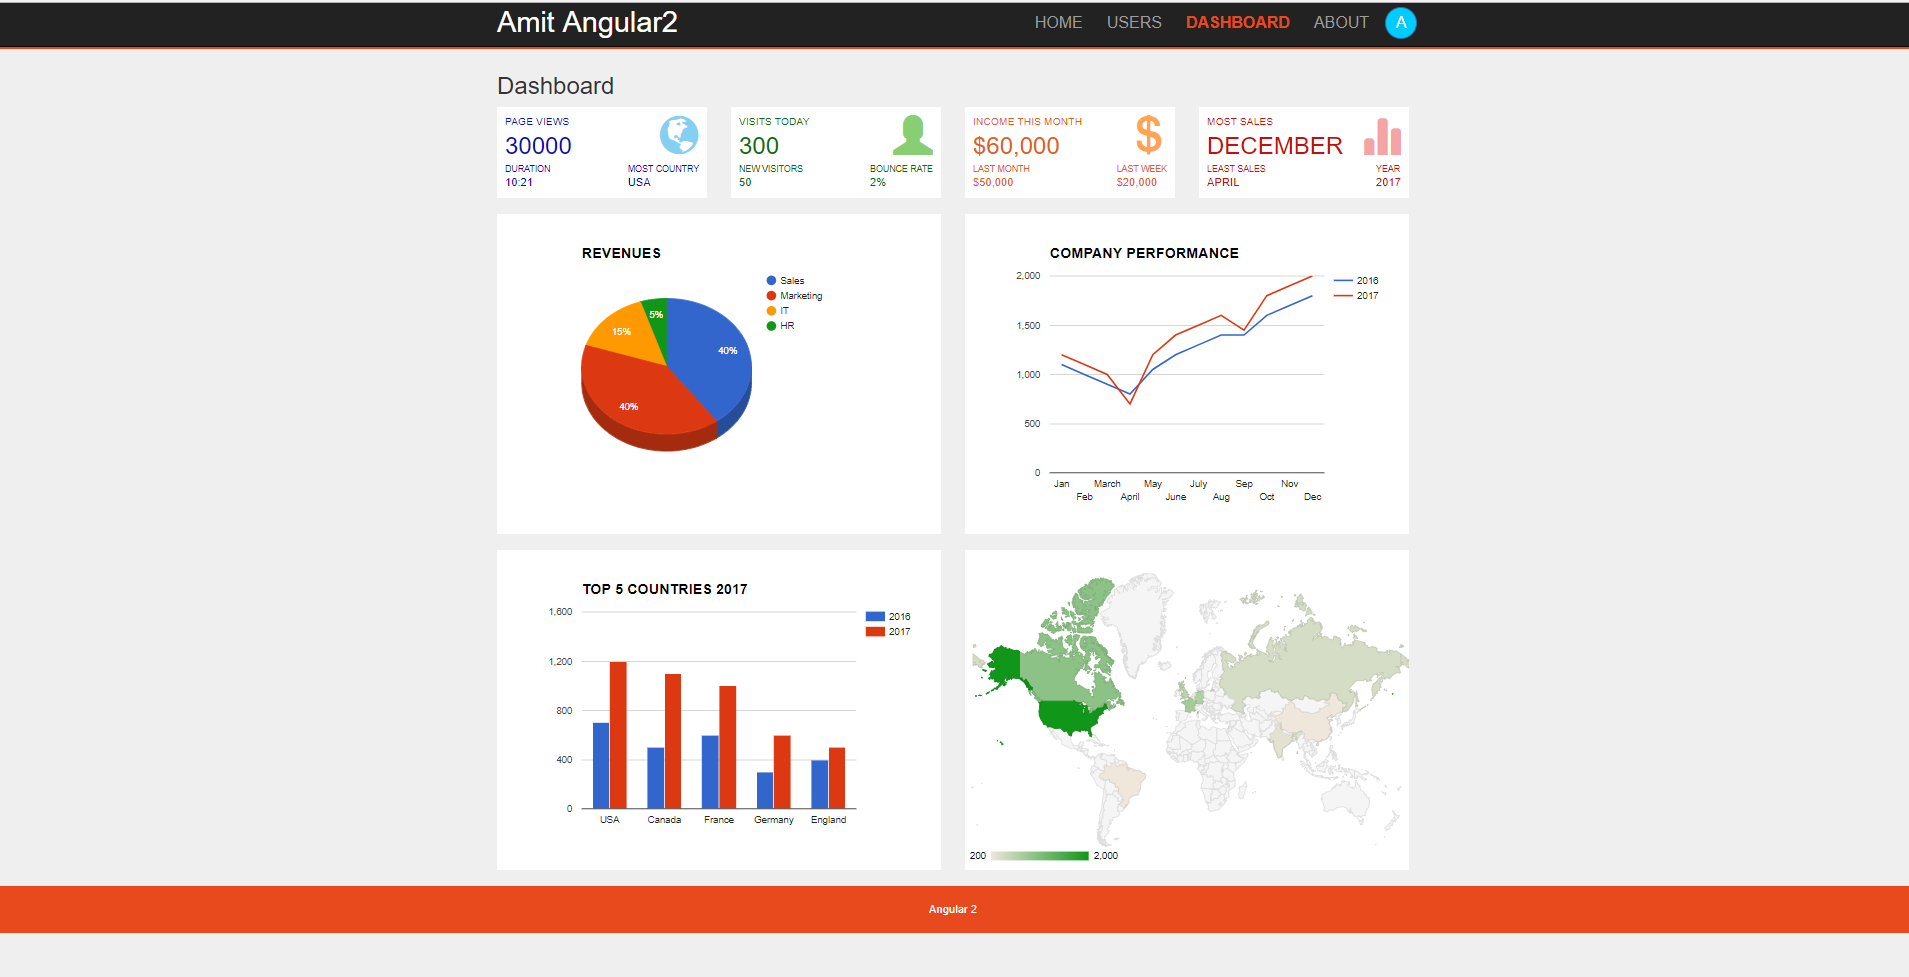 Amit Angular2
HOME USERS DASHBOARD ABOUT A
Dashboard
PAGE VIEWS
30000
DURATION MOST COUNTRY
10:21 USA
VISITS TODAY
300
NEW VISITORS BOUNCE RATE
50 2%
INCOME THIS MONTH
$60,000
LAST MONTH LAST WEEK
$50,000 $20,000
MOST SALES
DECEMBER
LEAST SALES YEAR
APRIL 2017
REVENUES
Sales
Marketing
IT
HR
5%
15%
40%
40%
COMPANY PERFORMANCE
2,000
1,500
1,000
500
0
2016
2017
Jan March May July Sep Nov
Feb April June Aug Oct Dec
TOP 5 COUNTRIES 2017
1,600
1,200
800
400
0
2016
2017
USA Canada France Germany England
200 2,000
Angular 2